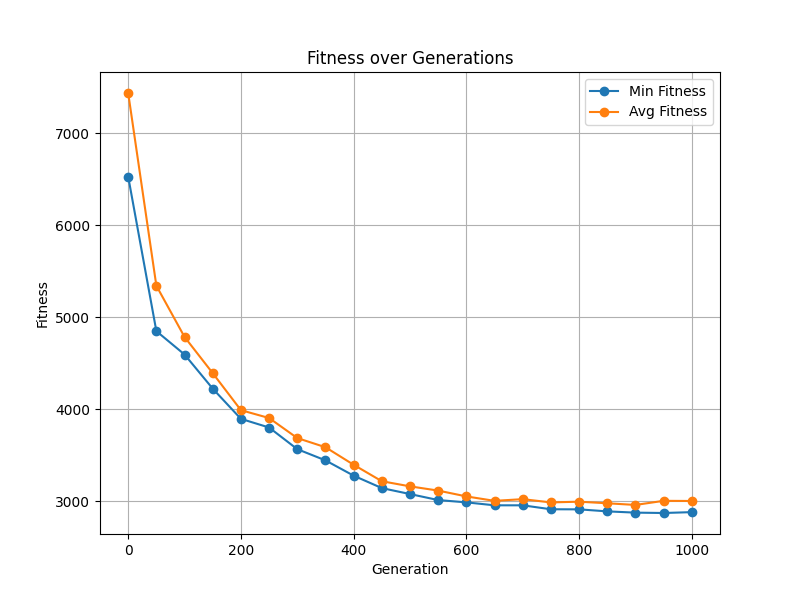 Fitness over Generations
Min Fitness
Avg Fitness
7000
6000
5000
4000
3000
Fitness
0 200 400 600 800 1000
Generation